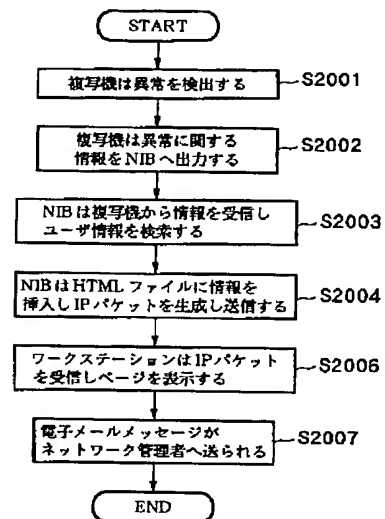 START
複写機は異常を検出する
S2001
複写機は異常に関する
情報をNIBへ出力する
S2002
NIBは複写機から情報を受信し
ユーザ情報を検索する
S2003
NIBはHTMLファイルに情報を
挿入しIPパケットを生成し送信する
S2004
ワークステーションはIPパケット
を受信しページを表示する
S2006
電子メールメッセージが
ネットワーク管理者へ送られる
S2007
END